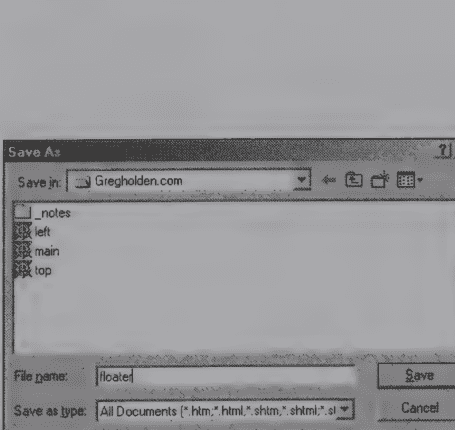 Save As
Save in: Gregholden.com
_notes
left
main
top
File name: floater
Save
Save as type: All Documents (*.htm;*.html;*.shtm;*.shtml;*.sl
Cancel